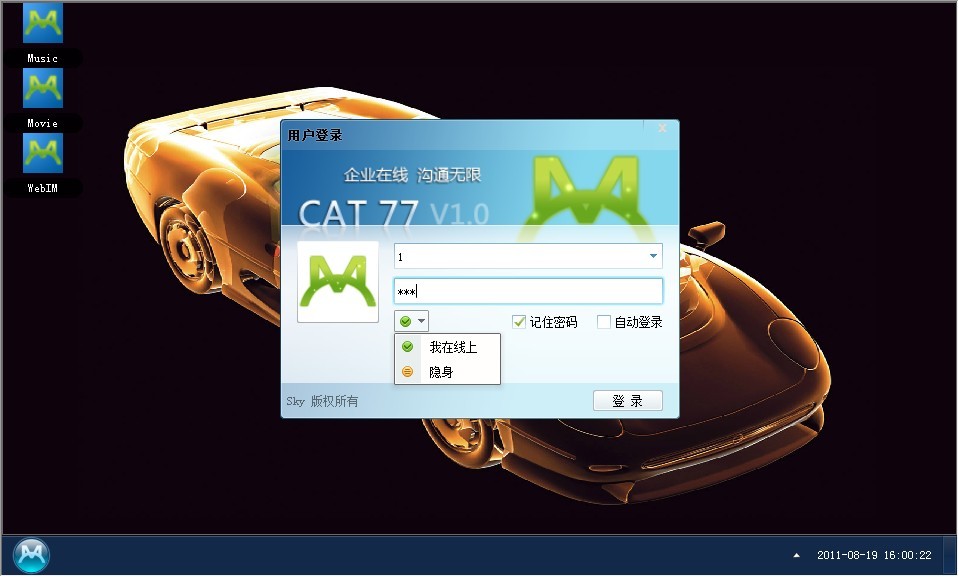 Music
Movie
WebIM
用户登录
企业在线 沟通无限
CAT 77 V1.0
1
***
记住密码
自动登录
我在线上
隐身
Sky 版权所有
登 录
2011-08-19 16:00:22